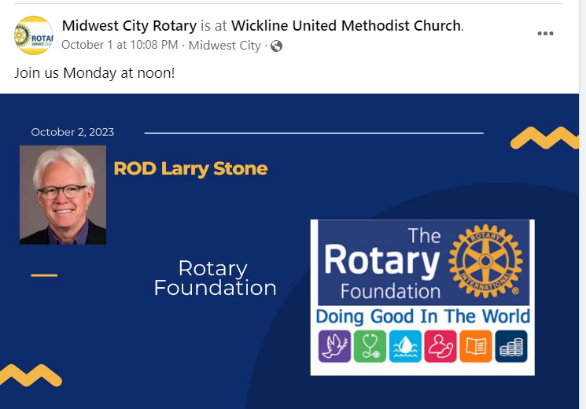 Midwest City Rotary is at Wickline United Methodist Church.
October 1 at 10:08 PM · Midwest City ·
Join us Monday at noon!
October 2, 2023
ROD Larry Stone
Rotary
Foundation
The
Rotary
Foundation
ROTARY
INTERNATIONAL
Doing Good In The World